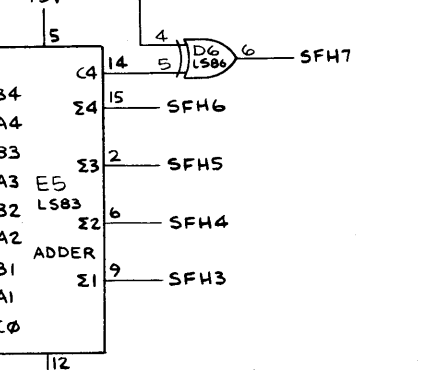 5
4
D6
LS86
6
SFH7
5
C4
14
Σ4
15
SFH6
B4
A4
B3
Σ3
2
SFH5
A3
E5
LS83
B2
Σ2
6
SFH4
A2
ADDER
B1
Σ1
9
SFH3
A1
CØ
12